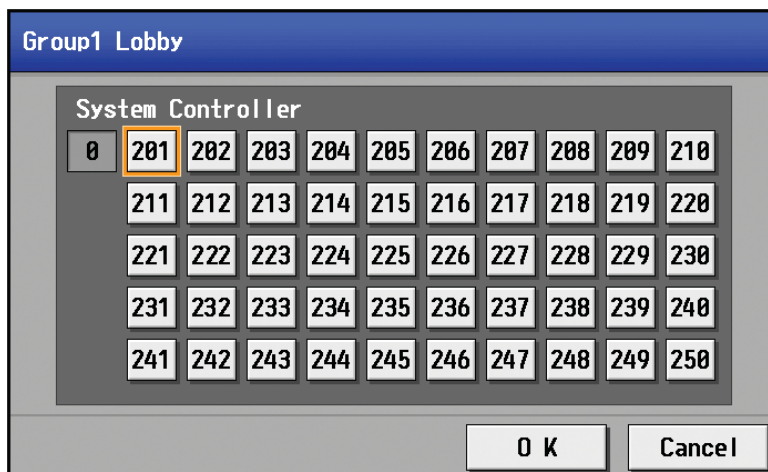 Group1 Lobby
System Controller
0 201 202 203 204 205 206 207 208 209 210
211 212 213 214 215 216 217 218 219 220
221 222 223 224 225 226 227 228 229 230
231 232 233 234 235 236 237 238 239 240
241 242 243 244 245 246 247 248 249 250
OK Cancel